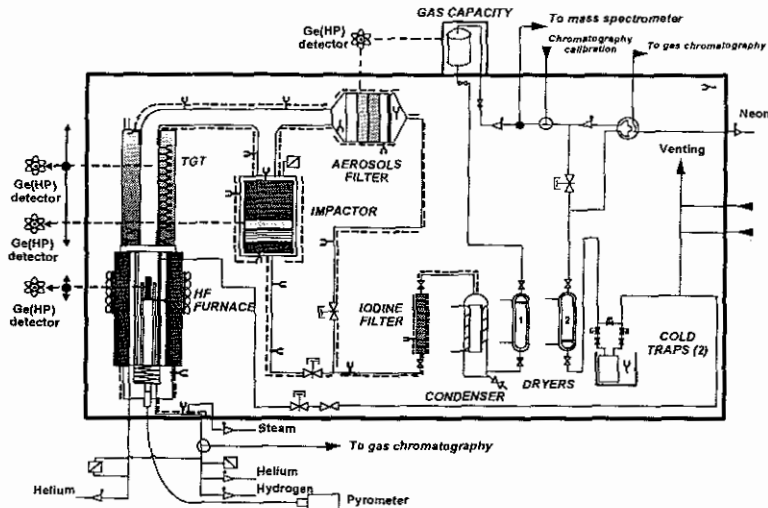 GAS CAPACITY
To mass spectrometer
Ge(HP)
detector
Chromatography
calibration
To gas chromatography
Neon
TGT
AEROSOLS
FILTER
Venting
Ge(HP)
detector
IMPACTOR
Ge(HP)
detector
HF
FURNACE
IODINE
FILTER
1
2
COLD
TRAPS (2)
Ge(HP)
detector
DRYERS
CONDENSER
Steam
To gas chromatography
Helium
Helium
Hydrogen
Pyrometer